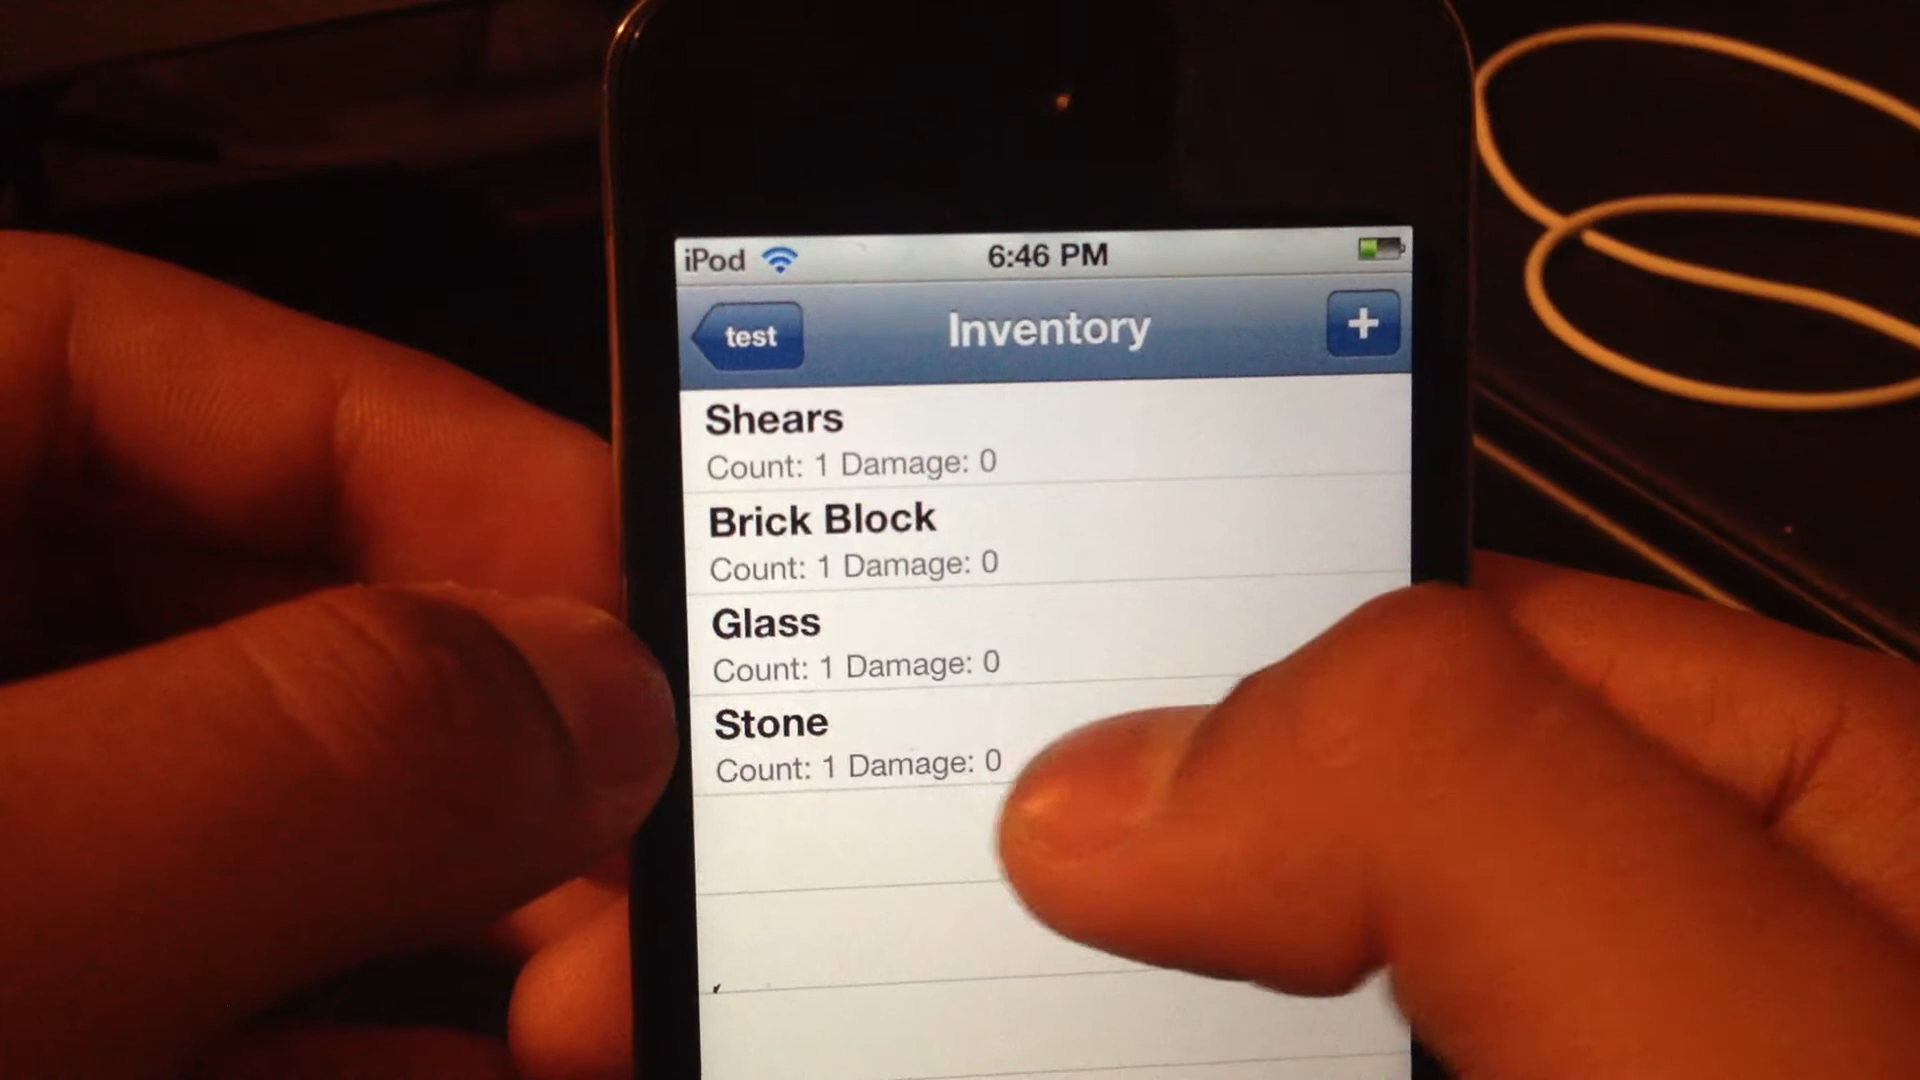 iPod 6:46 PM
test Inventory +
Shears
Count: 1 Damage: 0
Brick Block
Count: 1 Damage: 0
Glass
Count: 1 Damage: 0
Stone
Count: 1 Damage: 0